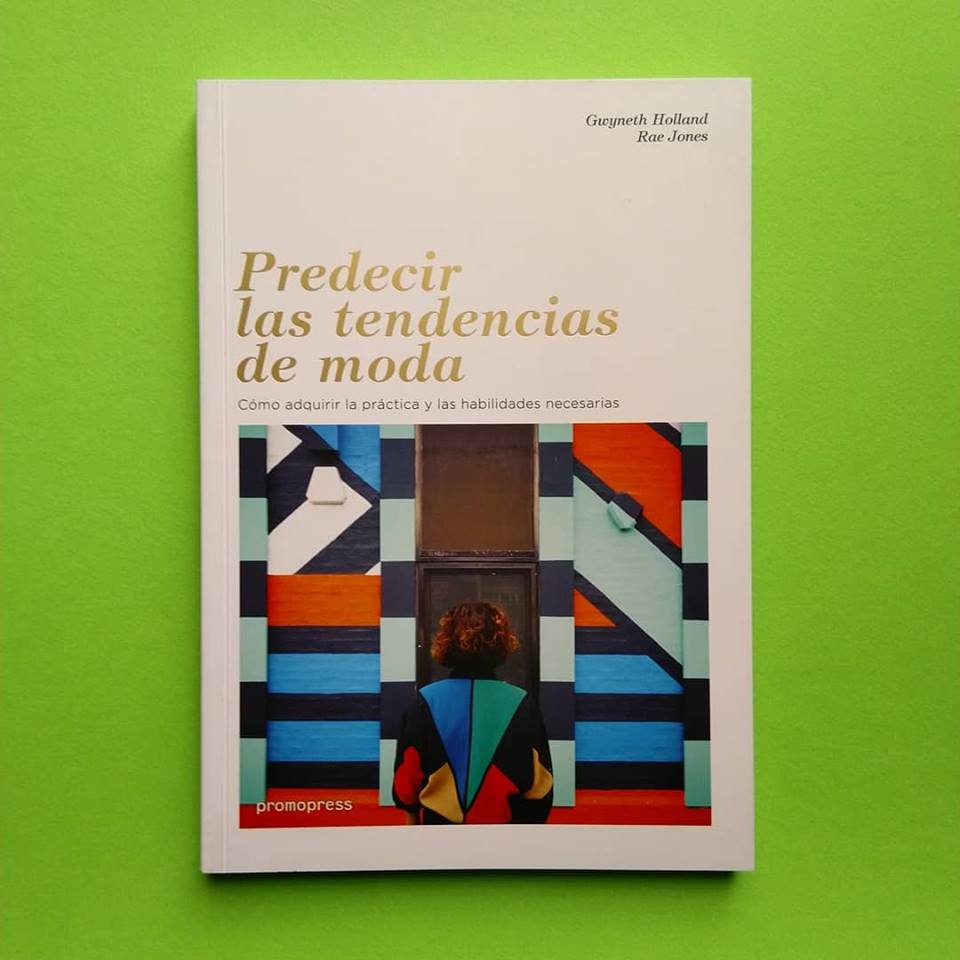 Gwyneth Holland
Rae Jones
Predecir
las tendencias
de moda
Cómo adquirir la práctica y las habilidades necesarias
promopress